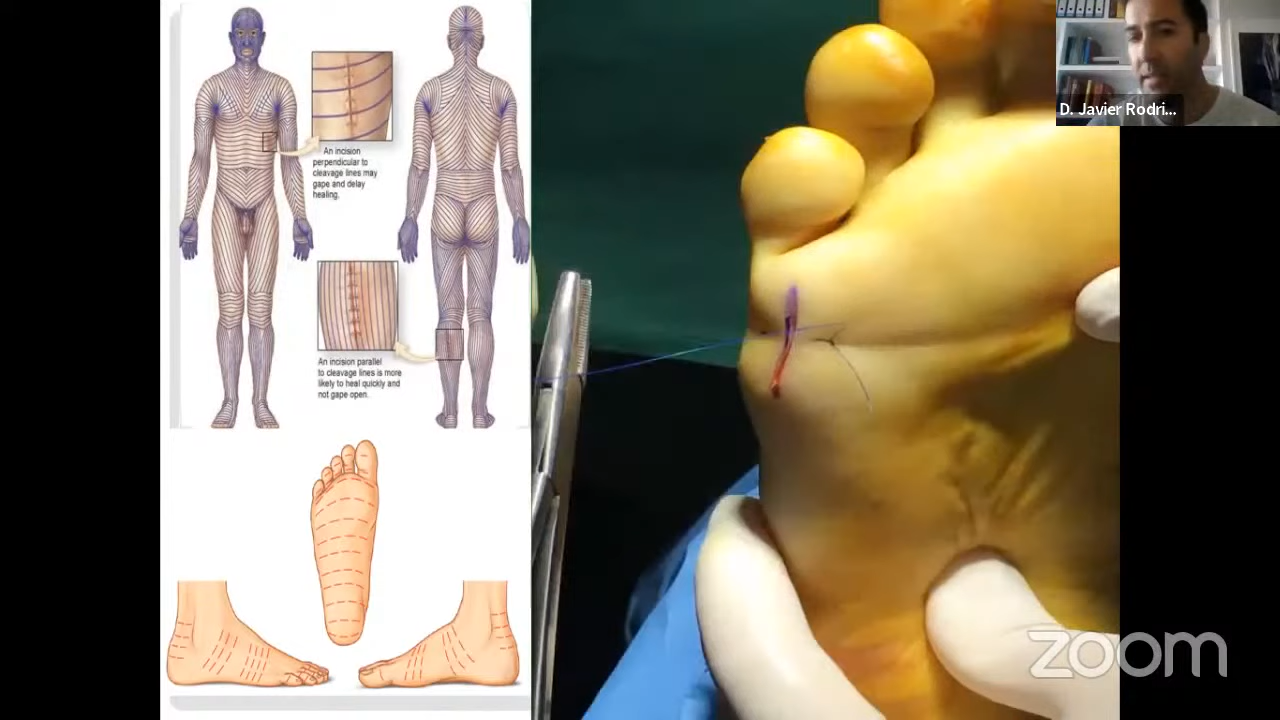 An incision
perpendicular to
cleavage lines may
gape and delay
healing.
An incision parallel
to cleavage lines is more
likely to heal quickly and
not gape open.
D. Javier Rodri...
zoom